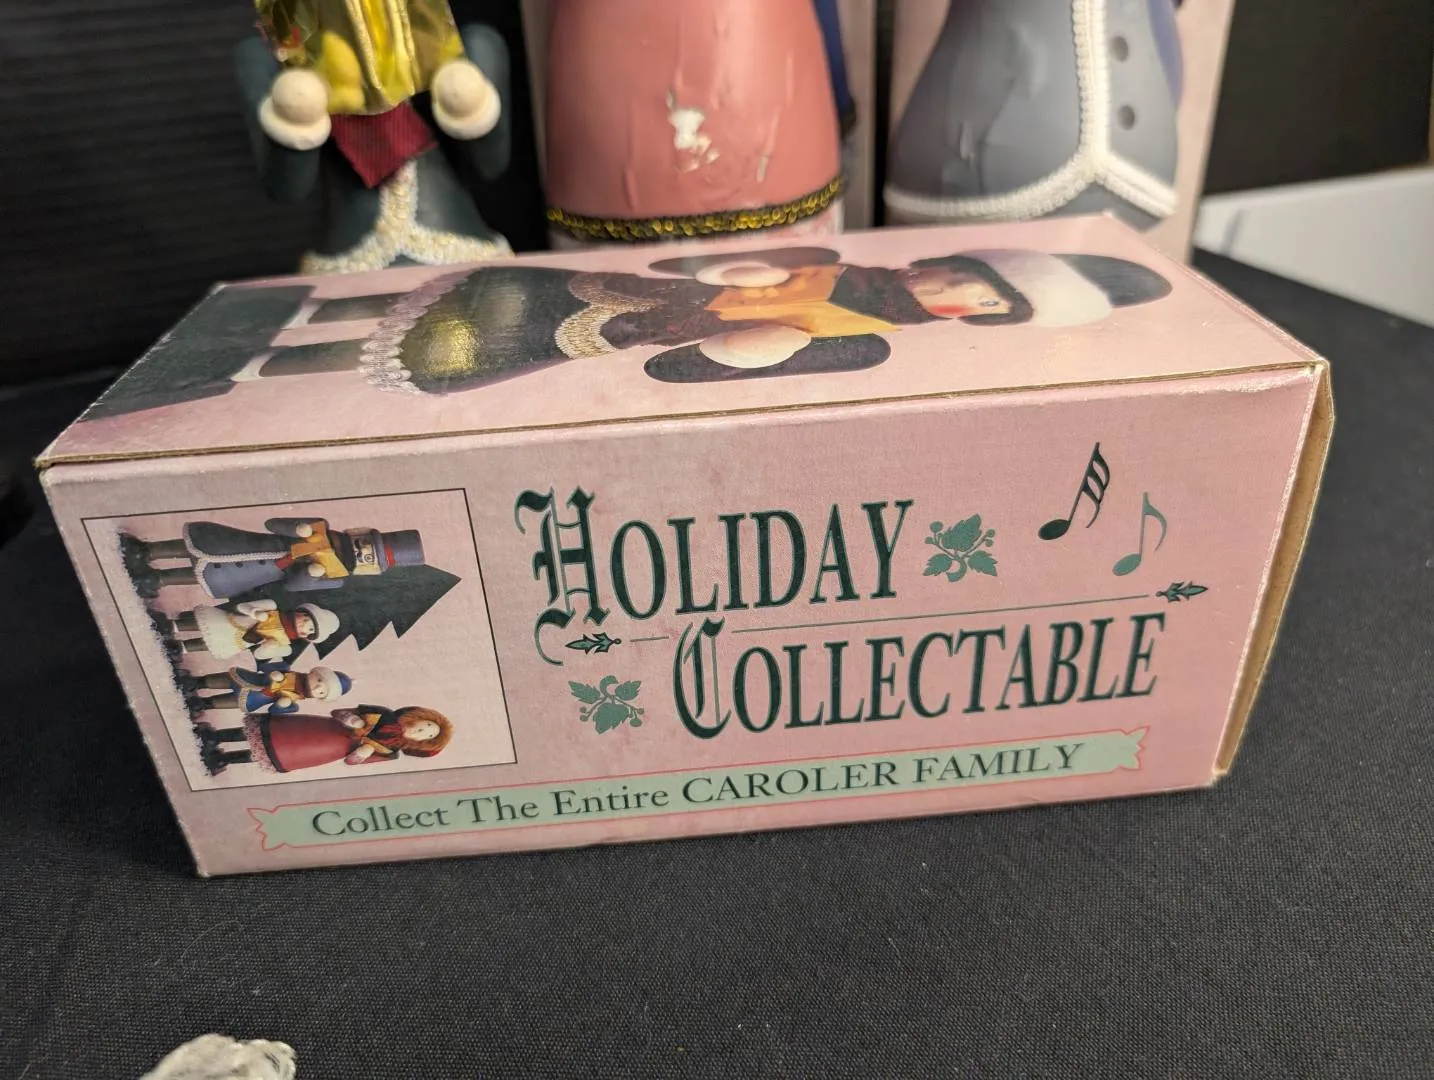 HOLIDAY
COLLECTABLE
Collect The Entire CAROLER FAMILY